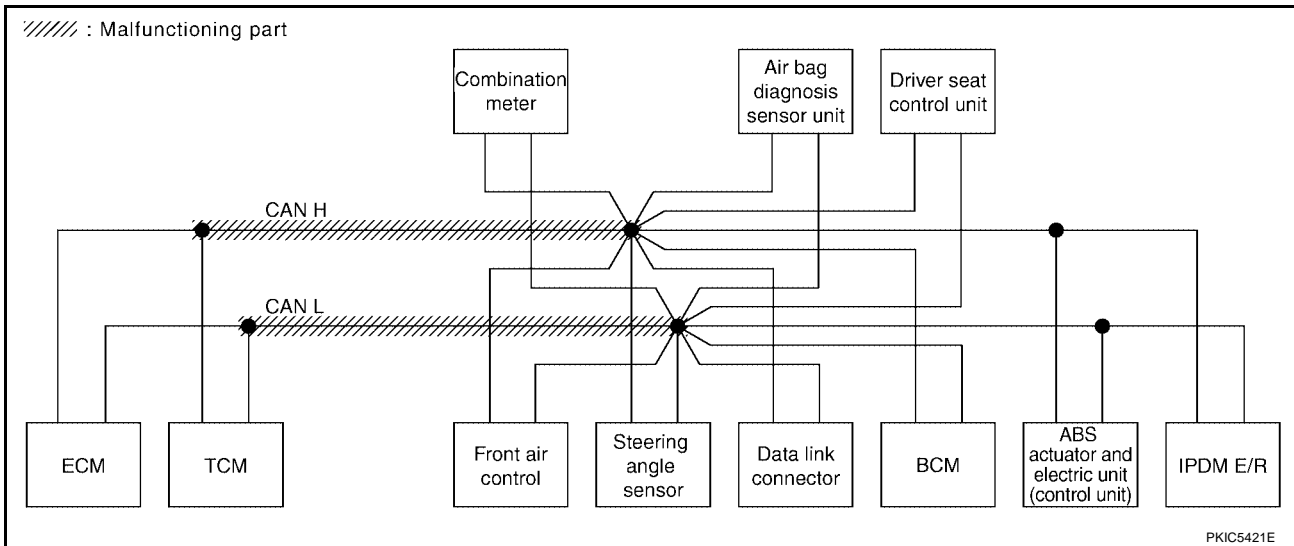 : Malfunctioning part
Combination
meter
Air bag
diagnosis
sensor unit
Driver seat
control unit
CAN H
CAN L
ECM
TCM
Front air
control
Steering
angle
sensor
Data link
connector
BCM
ABS
actuator and
electric unit
(control unit)
IPDM E/R
PKIC5421E